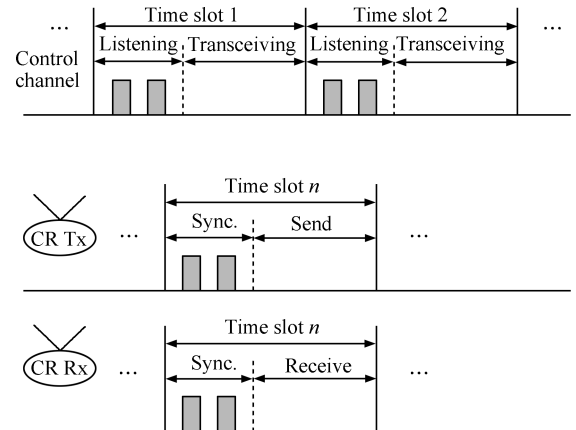 ... Time slot 1 Time slot 2 ...
Listening Transceiving Listening Transceiving
Control
channel
Time slot n
CR Tx ... Sync. Send ...
Time slot n
CR Rx ... Sync. Receive ...